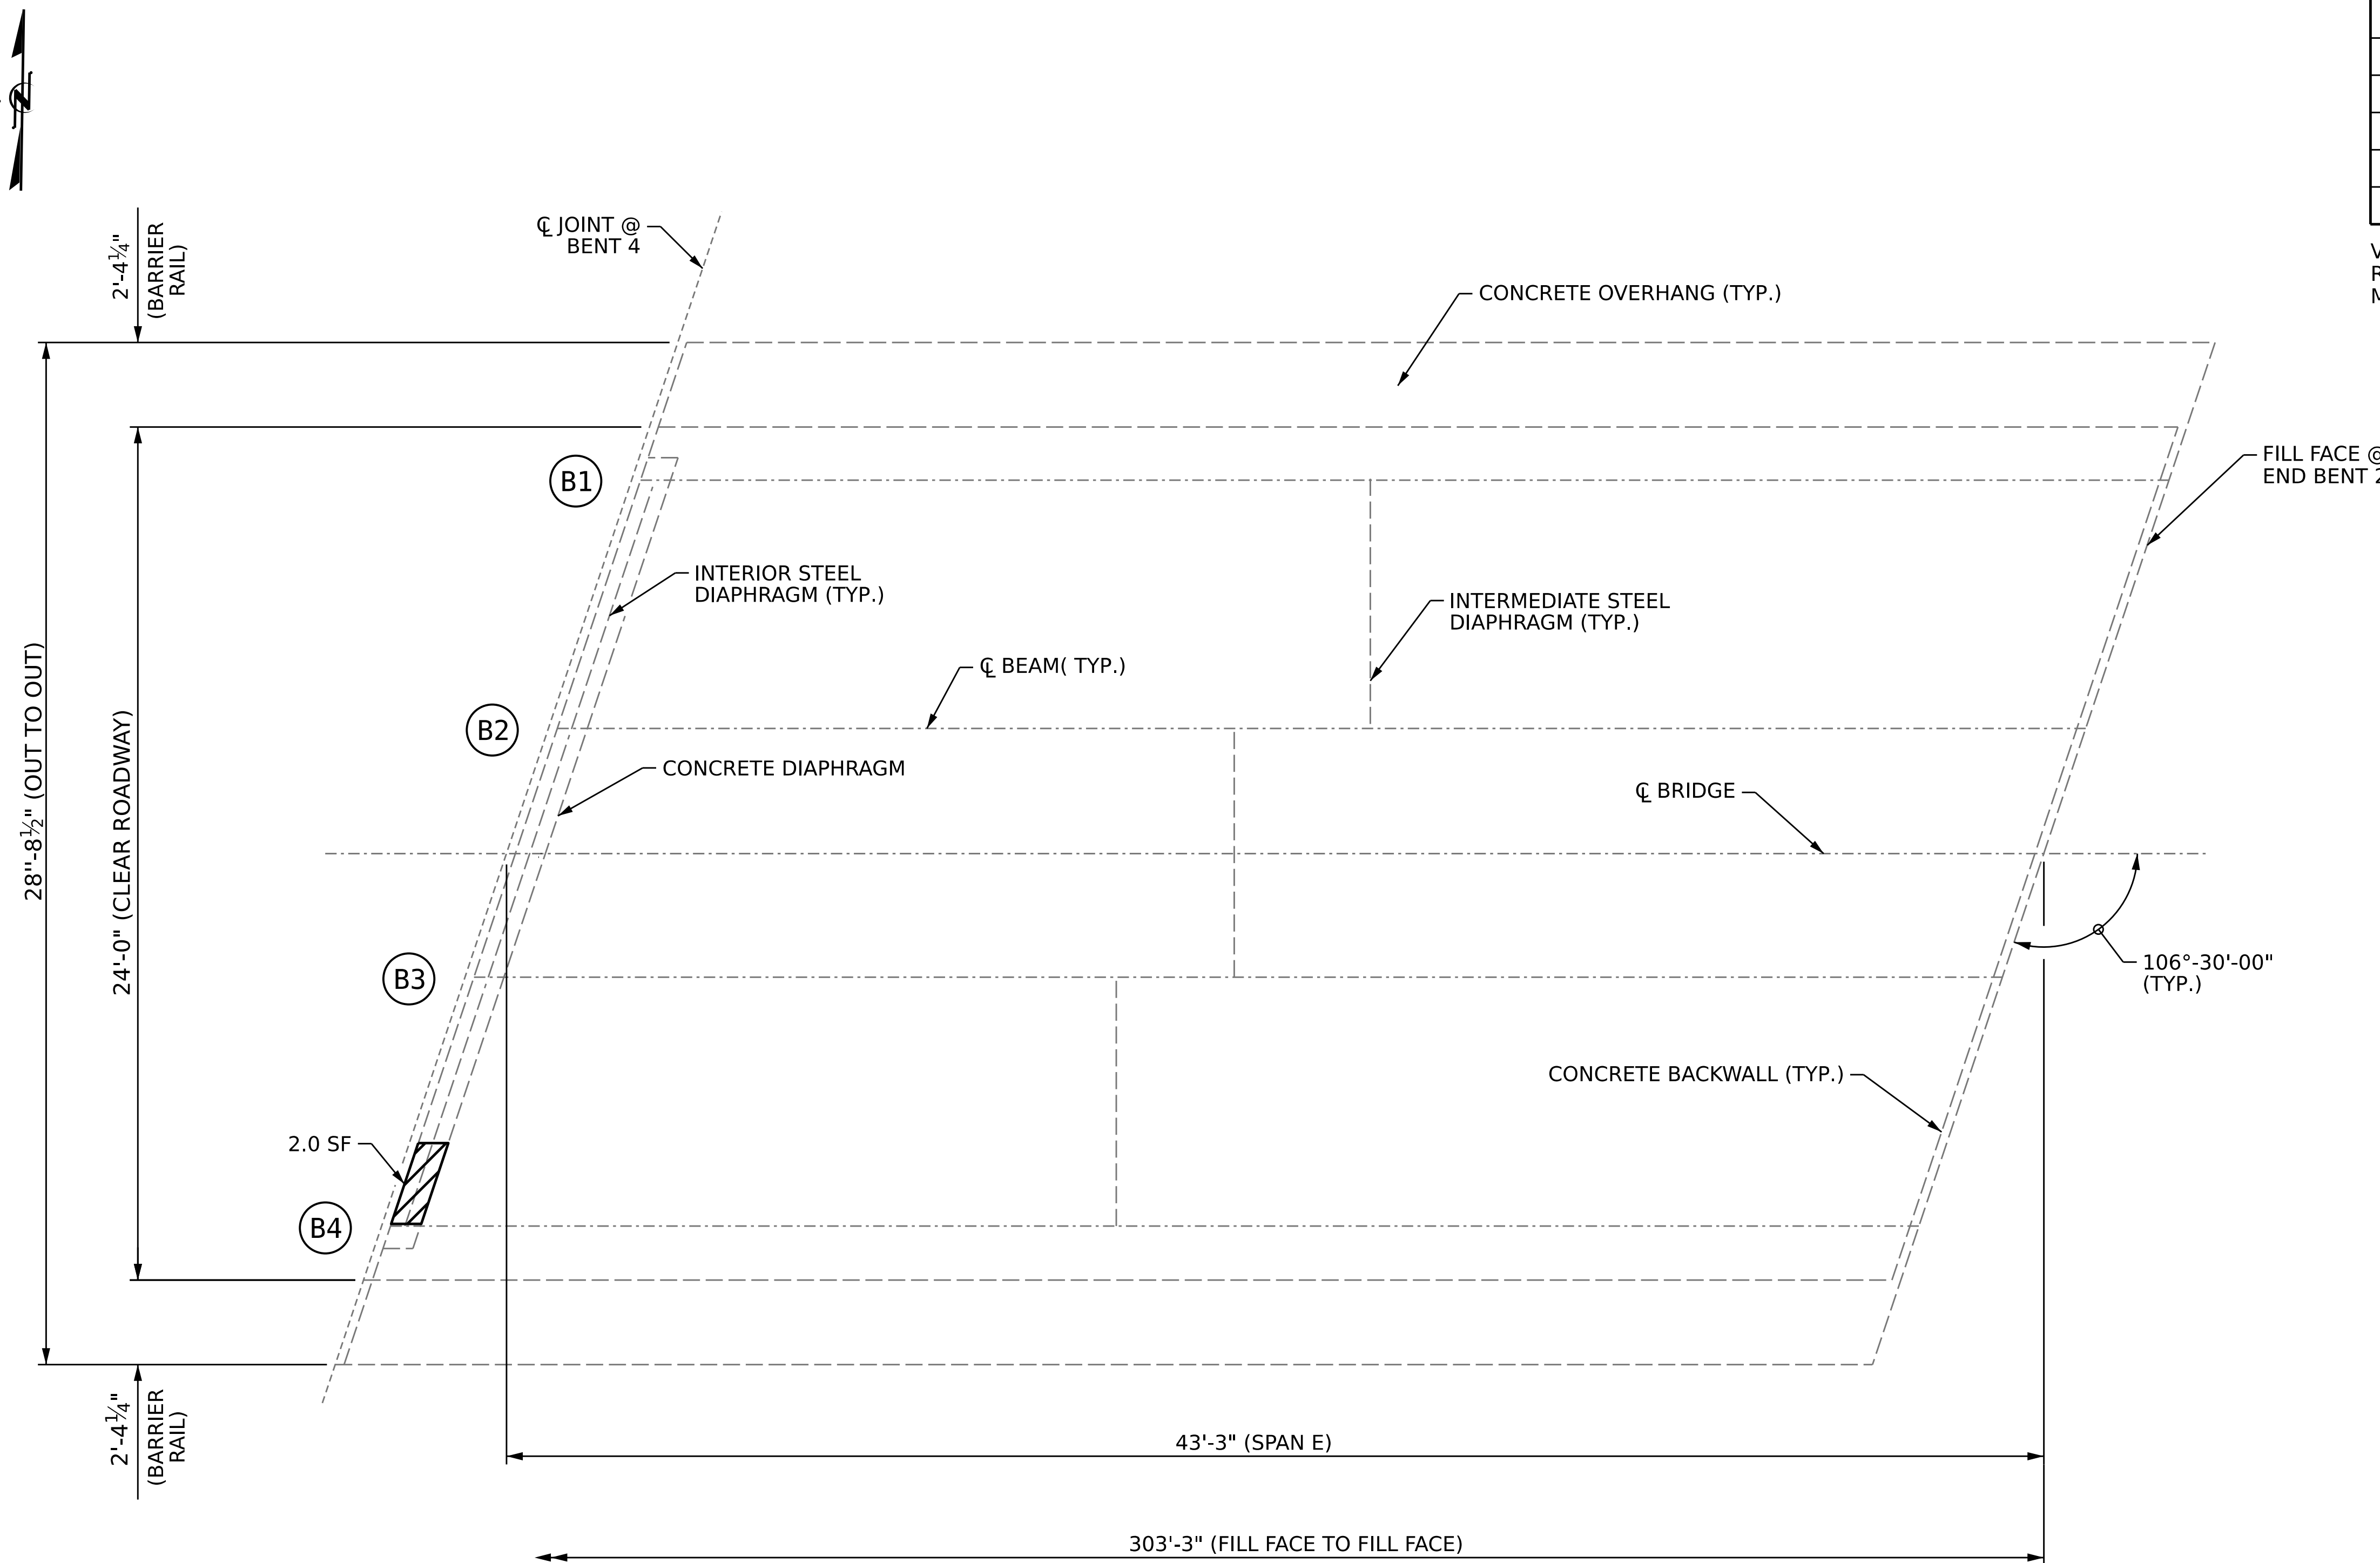 N
2'-4¼"
(BARRIER
RAIL)
℄ JOINT @
BENT 4
CONCRETE OVERHANG (TYP.)
V
R
M
B1
FILL FACE @
END BENT 2
INTERIOR STEEL
DIAPHRAGM (TYP.)
INTERMEDIATE STEEL
DIAPHRAGM (TYP.)
℄ BEAM( TYP.)
B2
CONCRETE DIAPHRAGM
℄ BRIDGE
28'-8½" (OUT TO OUT)
24'-0" (CLEAR ROADWAY)
B3
106°-30'-00"
(TYP.)
CONCRETE BACKWALL (TYP.)
2.0 SF
B4
2'-4¼"
(BARRIER
RAIL)
43'-3" (SPAN E)
303'-3" (FILL FACE TO FILL FACE)